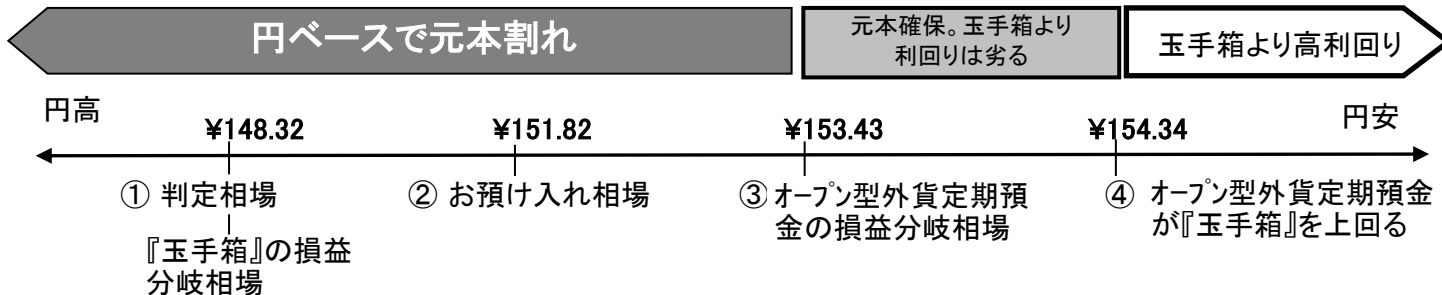 円ベースで元本割れ
元本確保。玉手箱より
利回りは劣る
玉手箱より高利回り
円高
円安
¥148.32
¥151.82
¥153.43
¥154.34
① 判定相場
『玉手箱』の損益
分岐相場
② お預け入れ相場
③ オープン型外貨定期預
金の損益分岐相場
④ オープン型外貨定期預金
が『玉手箱』を上回る